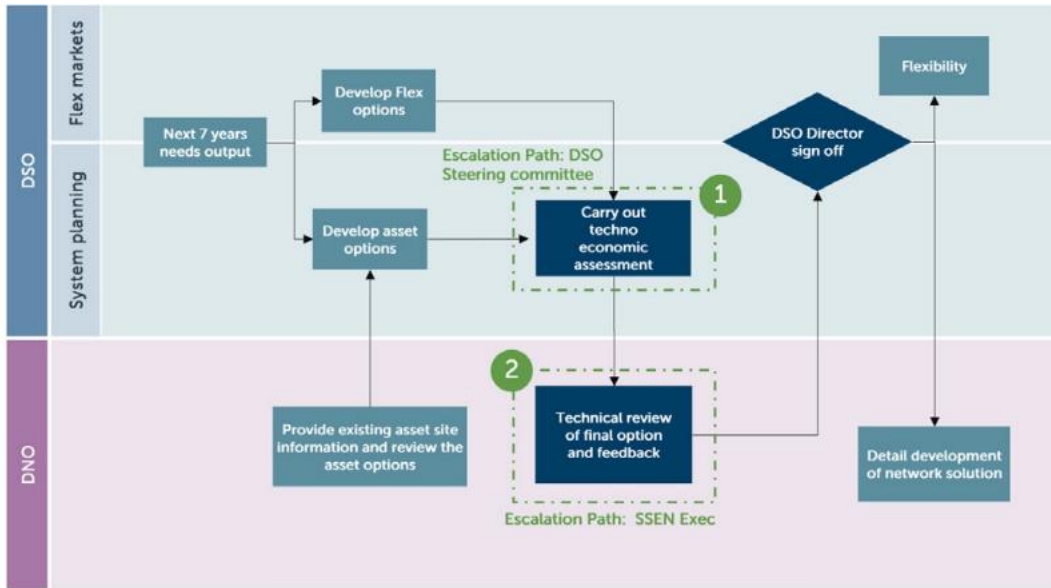 DSO
Flex markets
System planning
DNO
Next 7 years
needs output
Develop Flex
options
Flexibility
DSO Director
sign off
Escalation Path: DSO
Steering committee
1
Develop asset
options
Carry out
techno
economic
assessment
2
Provide existing asset site
information and review the
asset options
Technical review
of final option
and feedback
Detail development
of network solution
Escalation Path: SSEN Exec